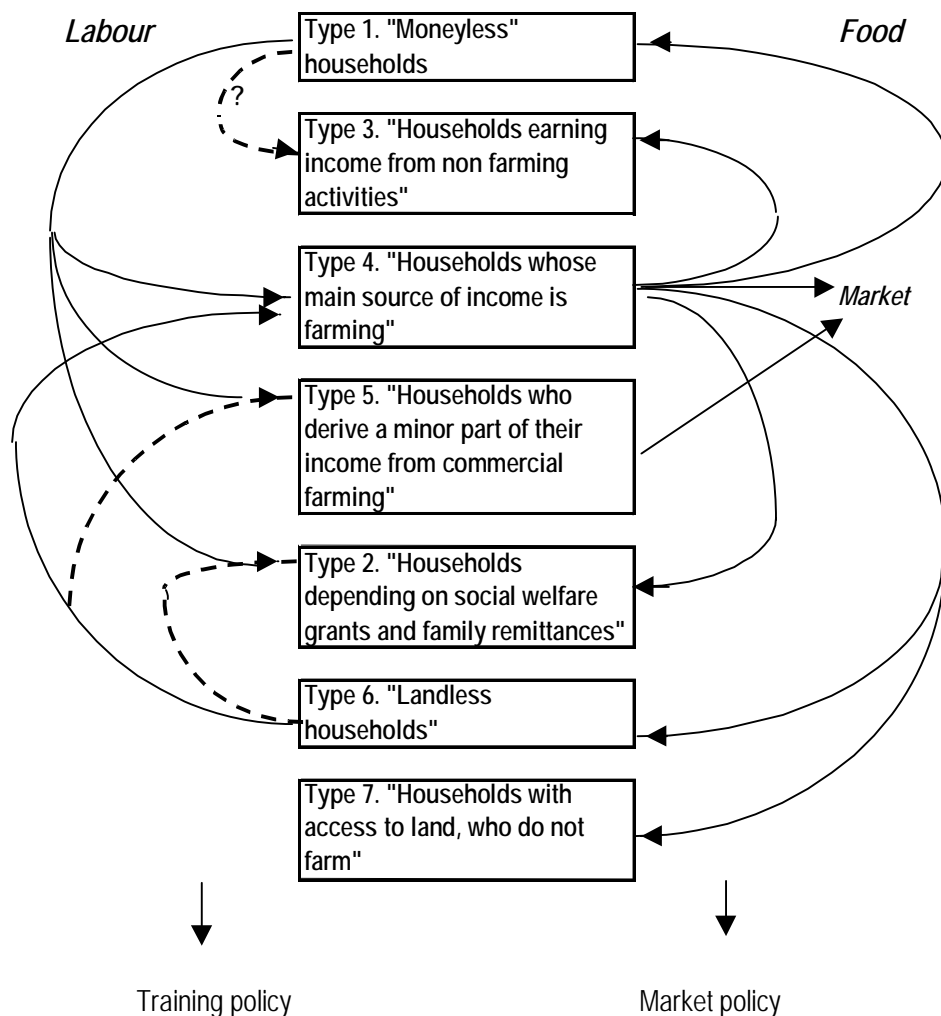 Labour
Food
Type 1. "Moneyless"
households
?
Type 3. "Households earning
income from non farming
activities"
Type 4. "Households whose
main source of income is
farming"
Market
Type 5. "Households who
derive a minor part of their
income from commercial
farming"
Type 2. "Households
depending on social welfare
grants and family remittances"
Type 6. "Landless
households"
Type 7. "Households with
access to land, who do not
farm"
Training policy
Market policy